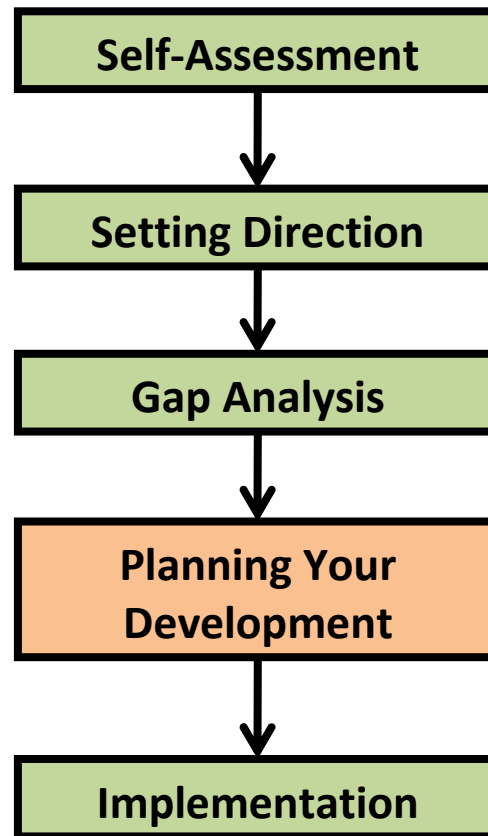 Self-Assessment
Setting Direction
Gap Analysis
Planning Your
Development
Implementation